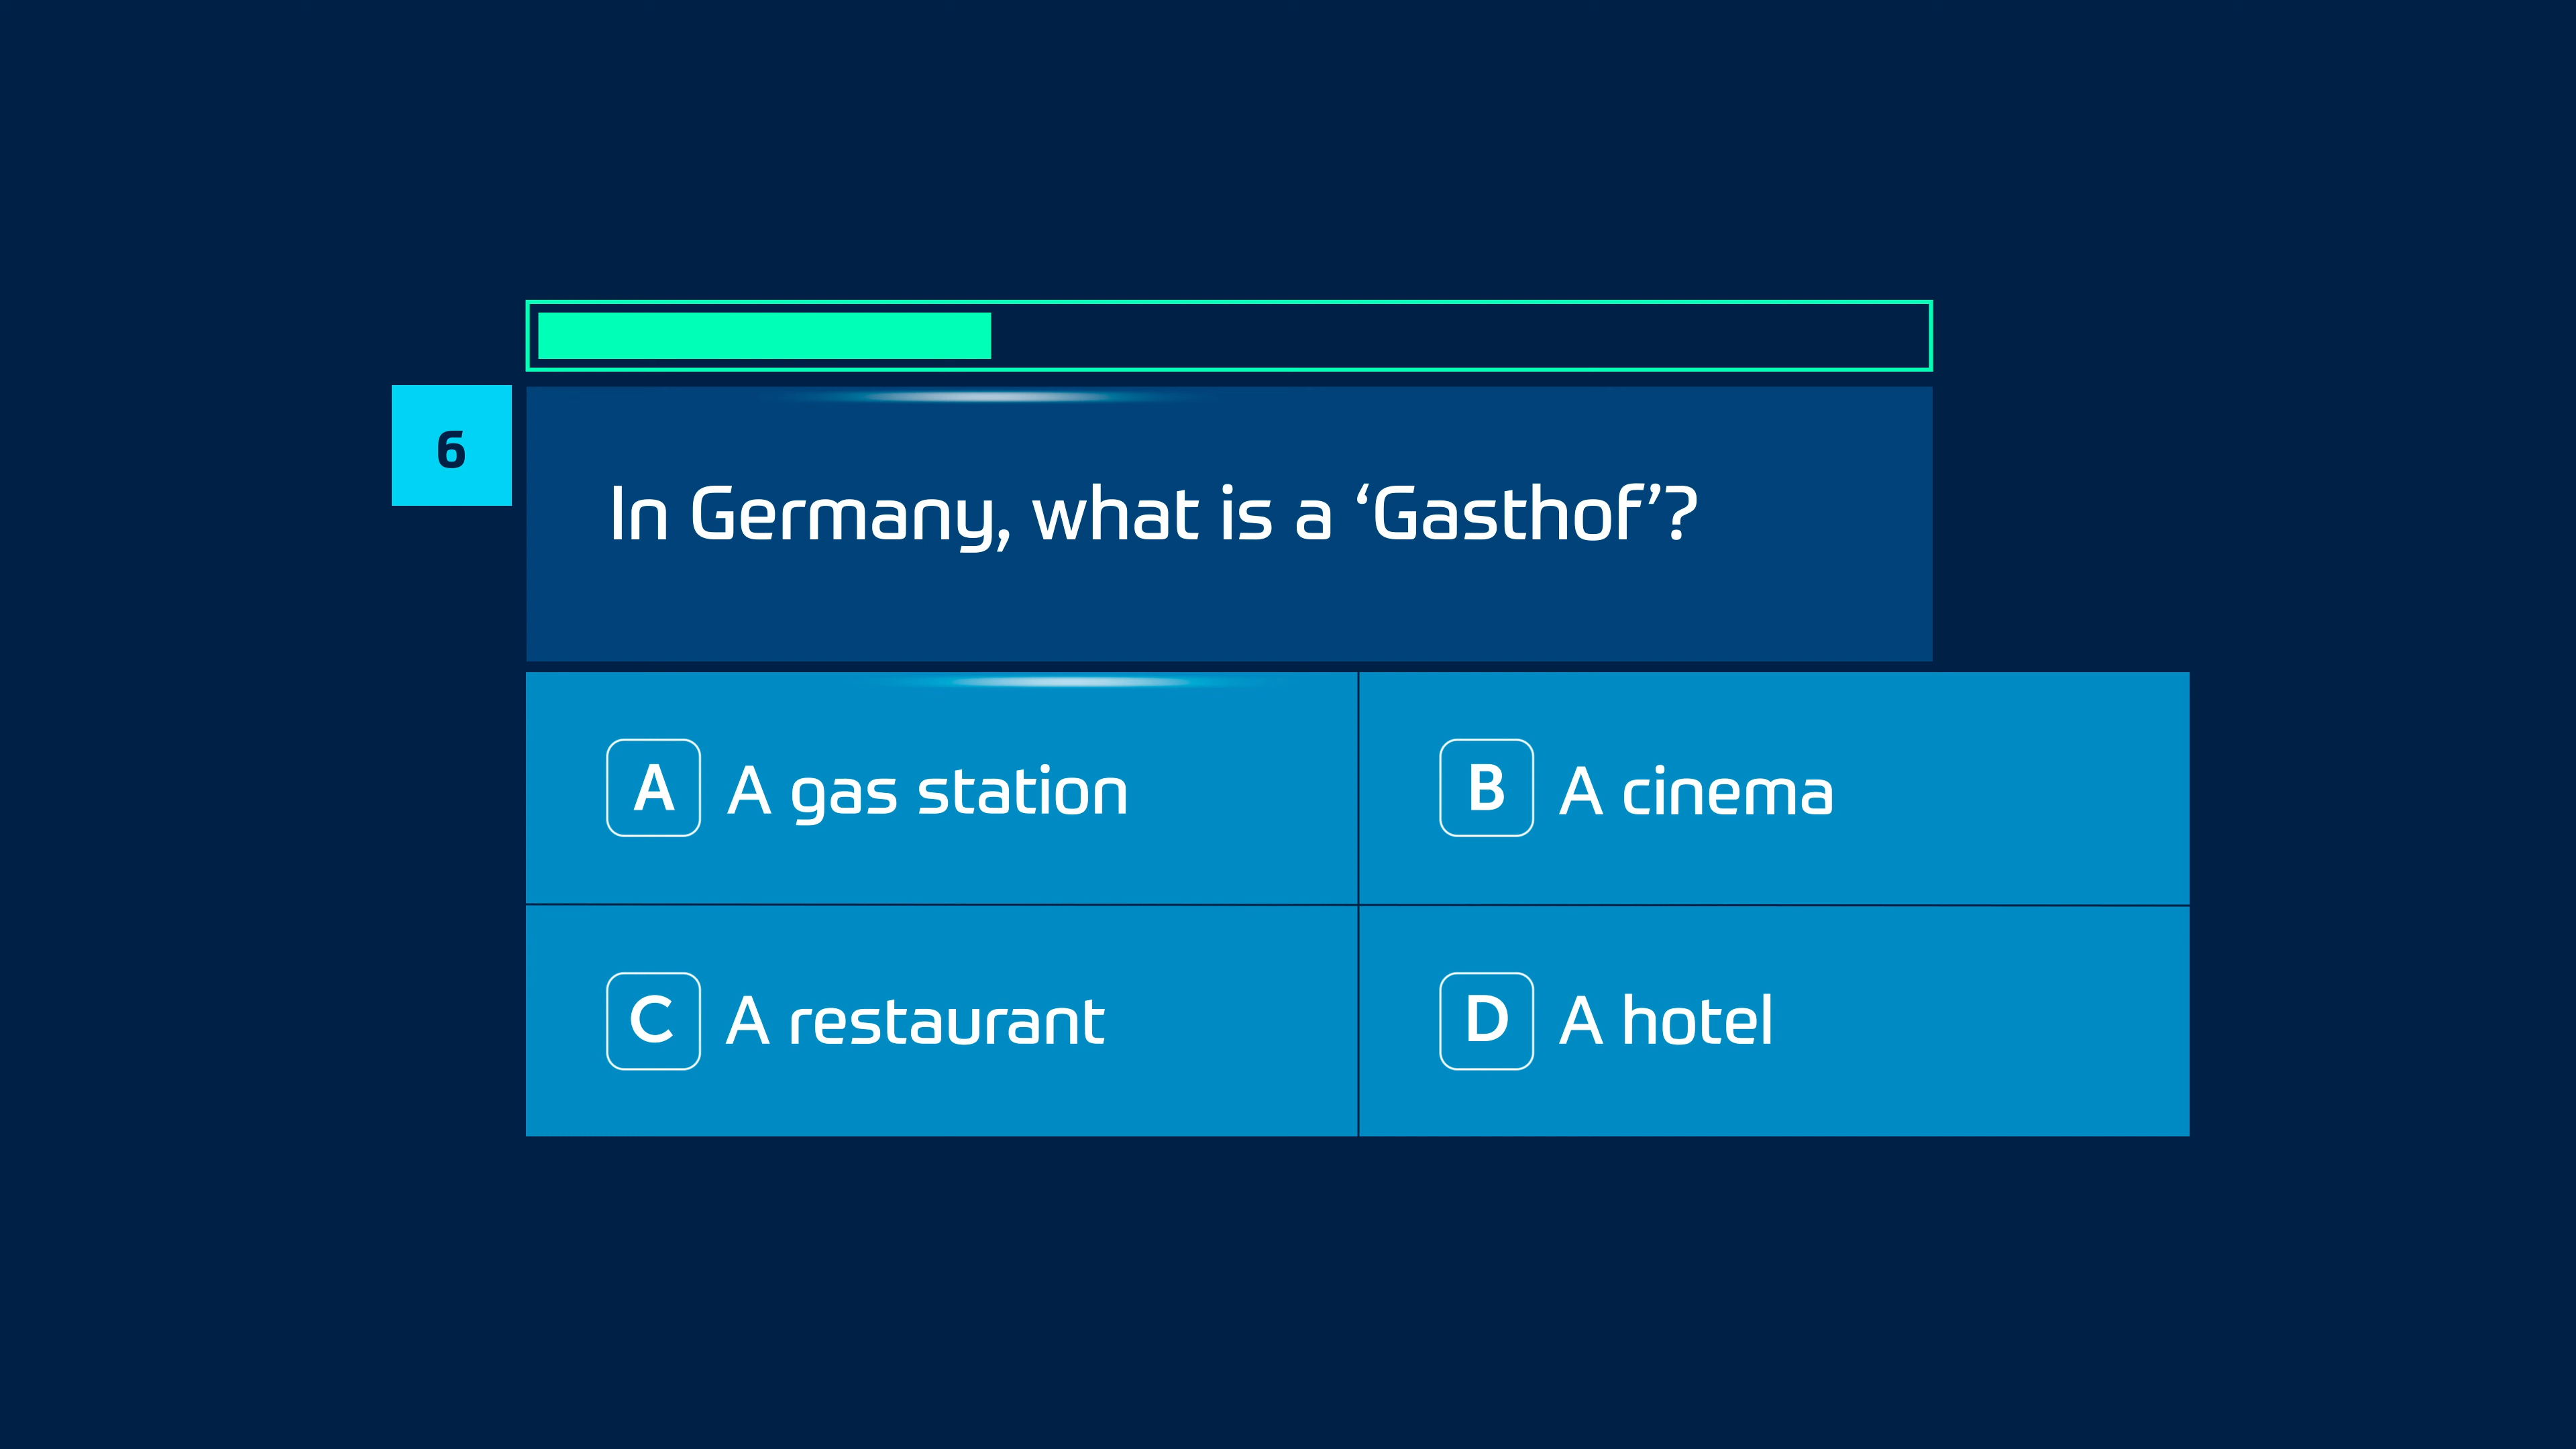 6
In Germany, what is a ‘Gasthof’?
A A gas station
B A cinema
C A restaurant
D A hotel